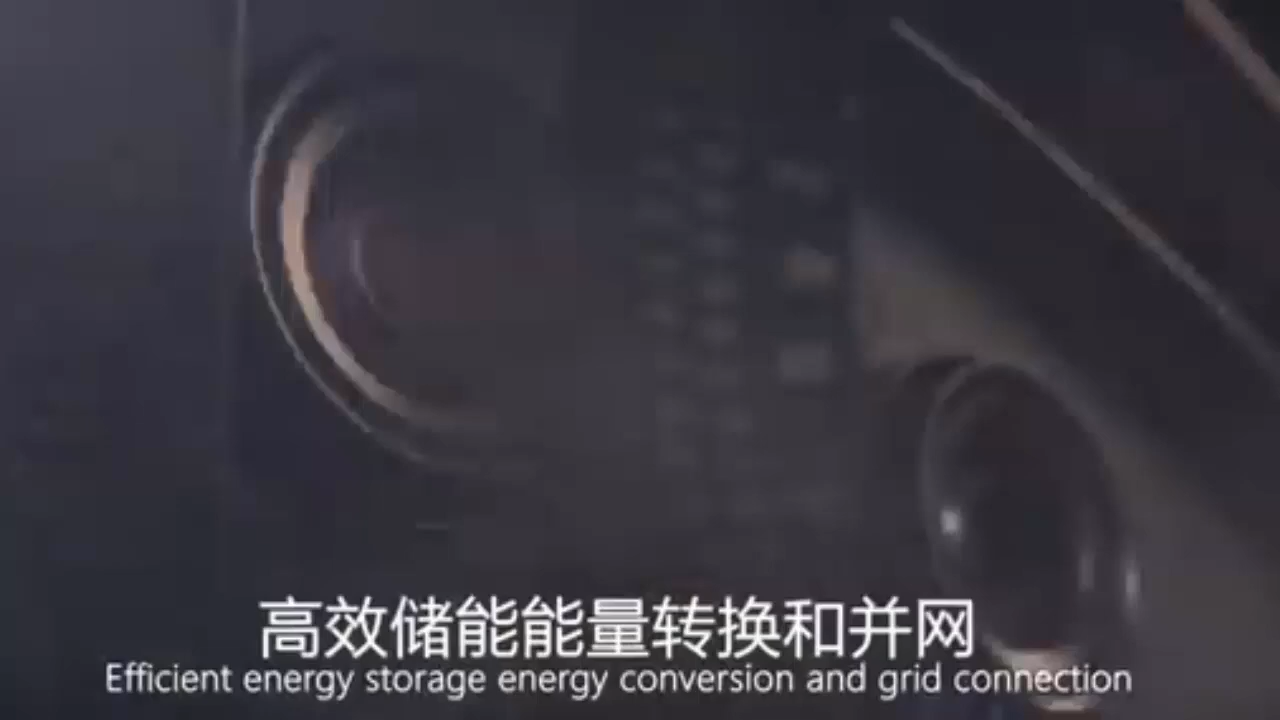 高效储能能量转换和并网
Efficient energy storage energy conversion and grid connection